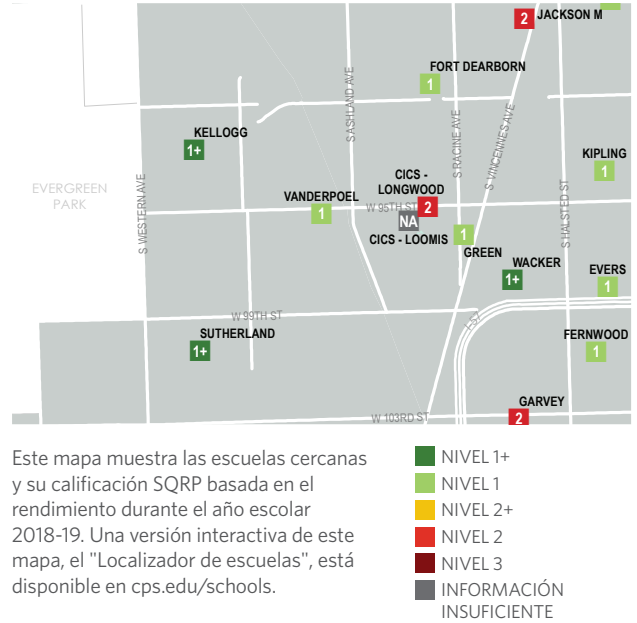 2
JACKSON M
FORT DEARBORN
1
KELLOGG
1+
S ASHLAND AVE
S RACINE AVE
S VINCENNES AVE
KIPLING
1
EVERGREEN
PARK
S WESTERN AVE
VANDERPOEL
1
CICS -
LONGWOOD
W 95TH ST
2
NA
CICS - LOOMIS
1
GREEN
S HALSTED ST
WACKER
1+
EVERS
1
W 99TH ST
I-57
SUTHERLAND
1+
FERNWOOD
1
GARVEY
2
W 103RD ST
Este mapa muestra las escuelas cercanas
y su calificación SQRP basada en el
rendimiento durante el año escolar
2018-19. Una versión interactiva de este
mapa, el "Localizador de escuelas", está
disponible en cps.edu/schools.
NIVEL 1+
NIVEL 1
NIVEL 2+
NIVEL 2
NIVEL 3
INFORMACIÓN
INSUFICIENTE